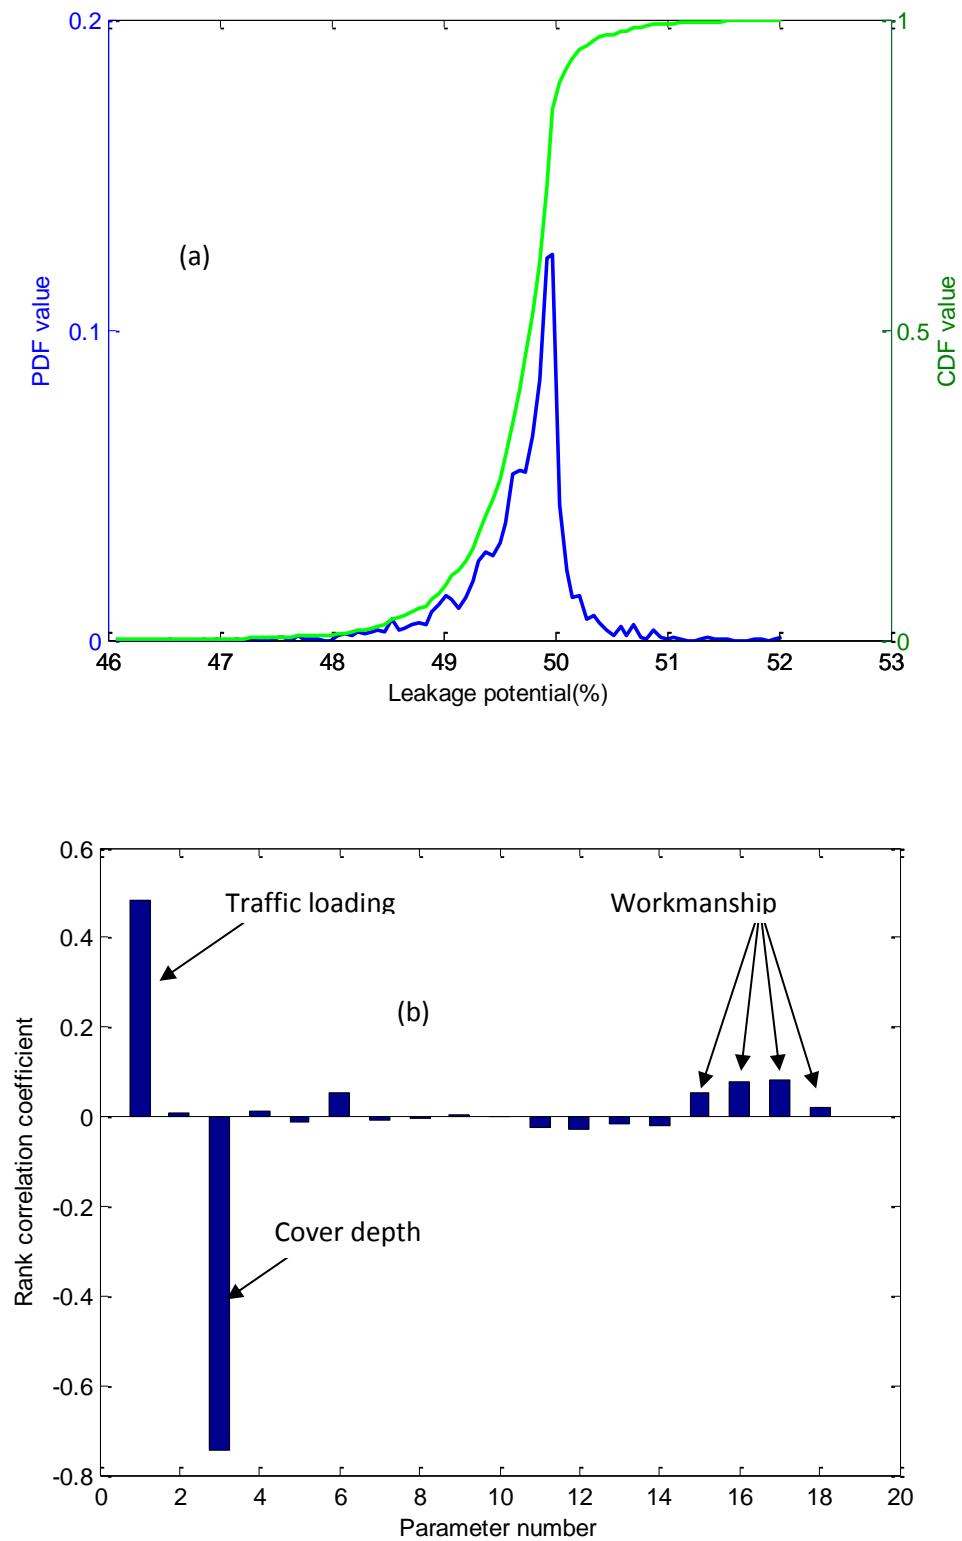 0.2
1
(a)
PDF value
0.1
0.5
CDF value
0
0
46 47 48 49 50 51 52 53
Leakage potential(%)
0.6
Traffic loading
Workmanship
0.4
0.2
(b)
0
-0.2
Cover depth
-0.4
-0.6
-0.8
Rank correlation coefficient
0 2 4 6 8 10 12 14 16 18 20
Parameter number